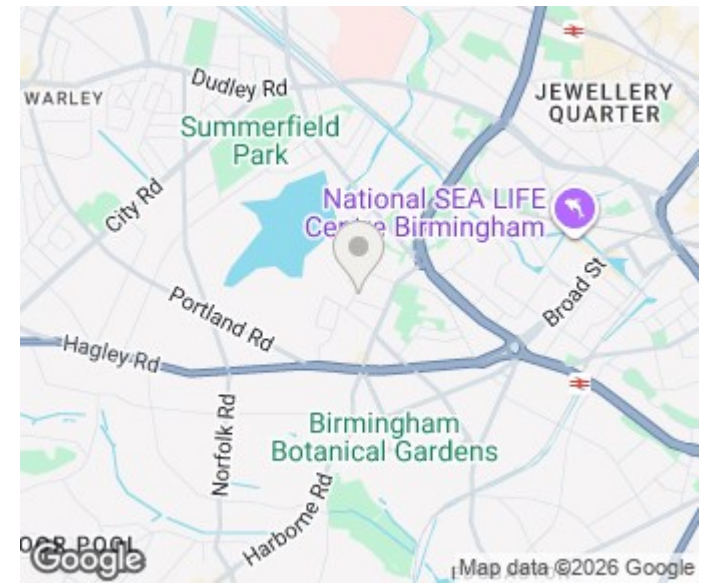 Dudley Rd
WARLEY
JEWELLERY
QUARTER
Summerfield
Park
City Rd
National SEA LIFE
Centre Birmingham
Broad St
Portland Rd
Hagley Rd
Norfolk Rd
Birmingham
Botanical Gardens
Harborne Rd
POOL
Google
Map data ©2026 Google